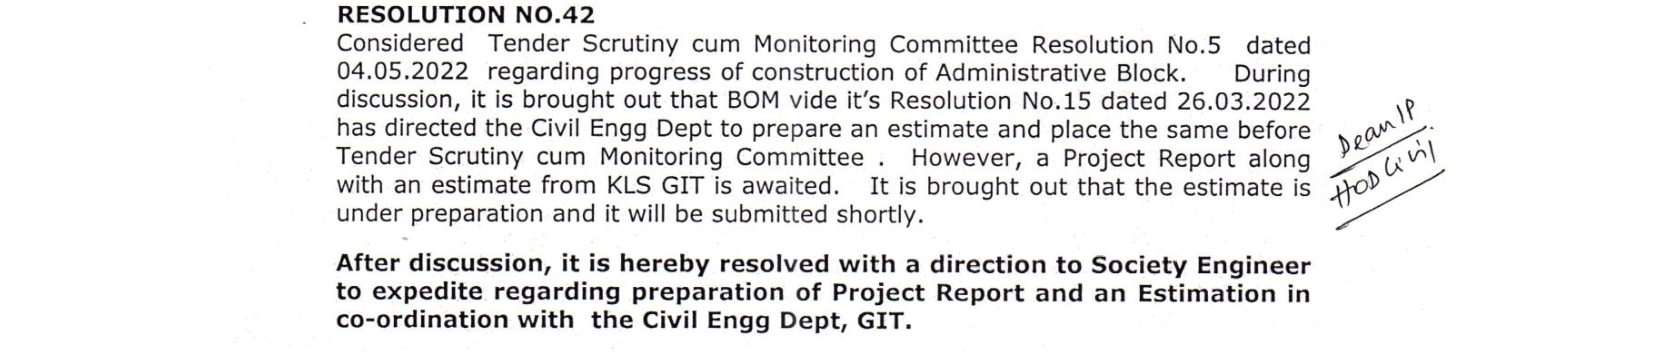 RESOLUTION NO.42
Considered Tender Scrutiny cum Monitoring Committee Resolution No.5 dated
04.05.2022 regarding progress of construction of Administrative Block. During
discussion, it is brought out that BOM vide it's Resolution No.15 dated 26.03.2022
has directed the Civil Engg Dept to prepare an estimate and place the same before
Tender Scrutiny cum Monitoring Committee . However, a Project Report along
with an estimate from KLS GIT is awaited. It is brought out that the estimate is
under preparation and it will be submitted shortly.
Dean IP
HOD Civil
After discussion, it is hereby resolved with a direction to Society Engineer
to expedite regarding preparation of Project Report and an Estimation in
co-ordination with the Civil Engg Dept, GIT.